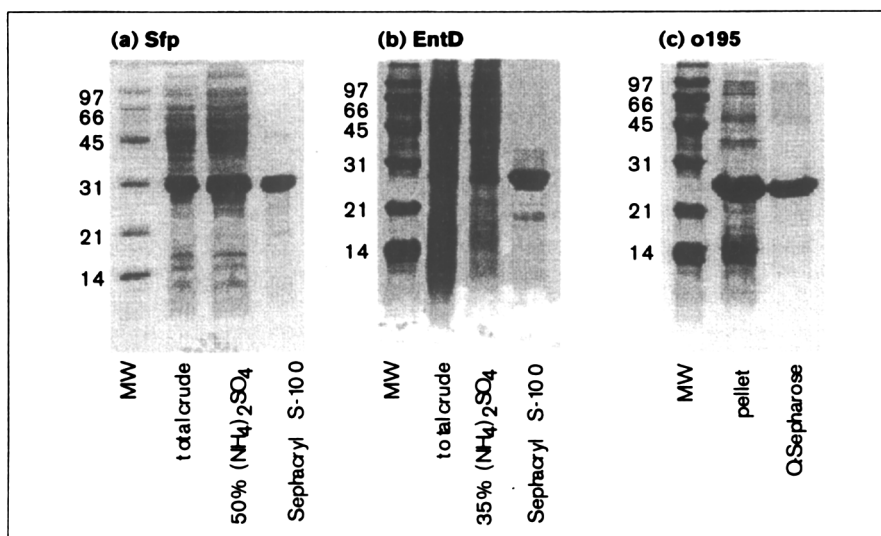 (a) Sfp
97
66
45
31
21
14
MW
total crude
50% (NH4)2SO4
Sephacryl S-100
(b) EntD
97
66
45
31
21
14
MW
total crude
35% (NH4)2SO4
Sephacryl S-100
(c) o195
97
66
45
31
21
14
MW
pellet
Q-Sepharose